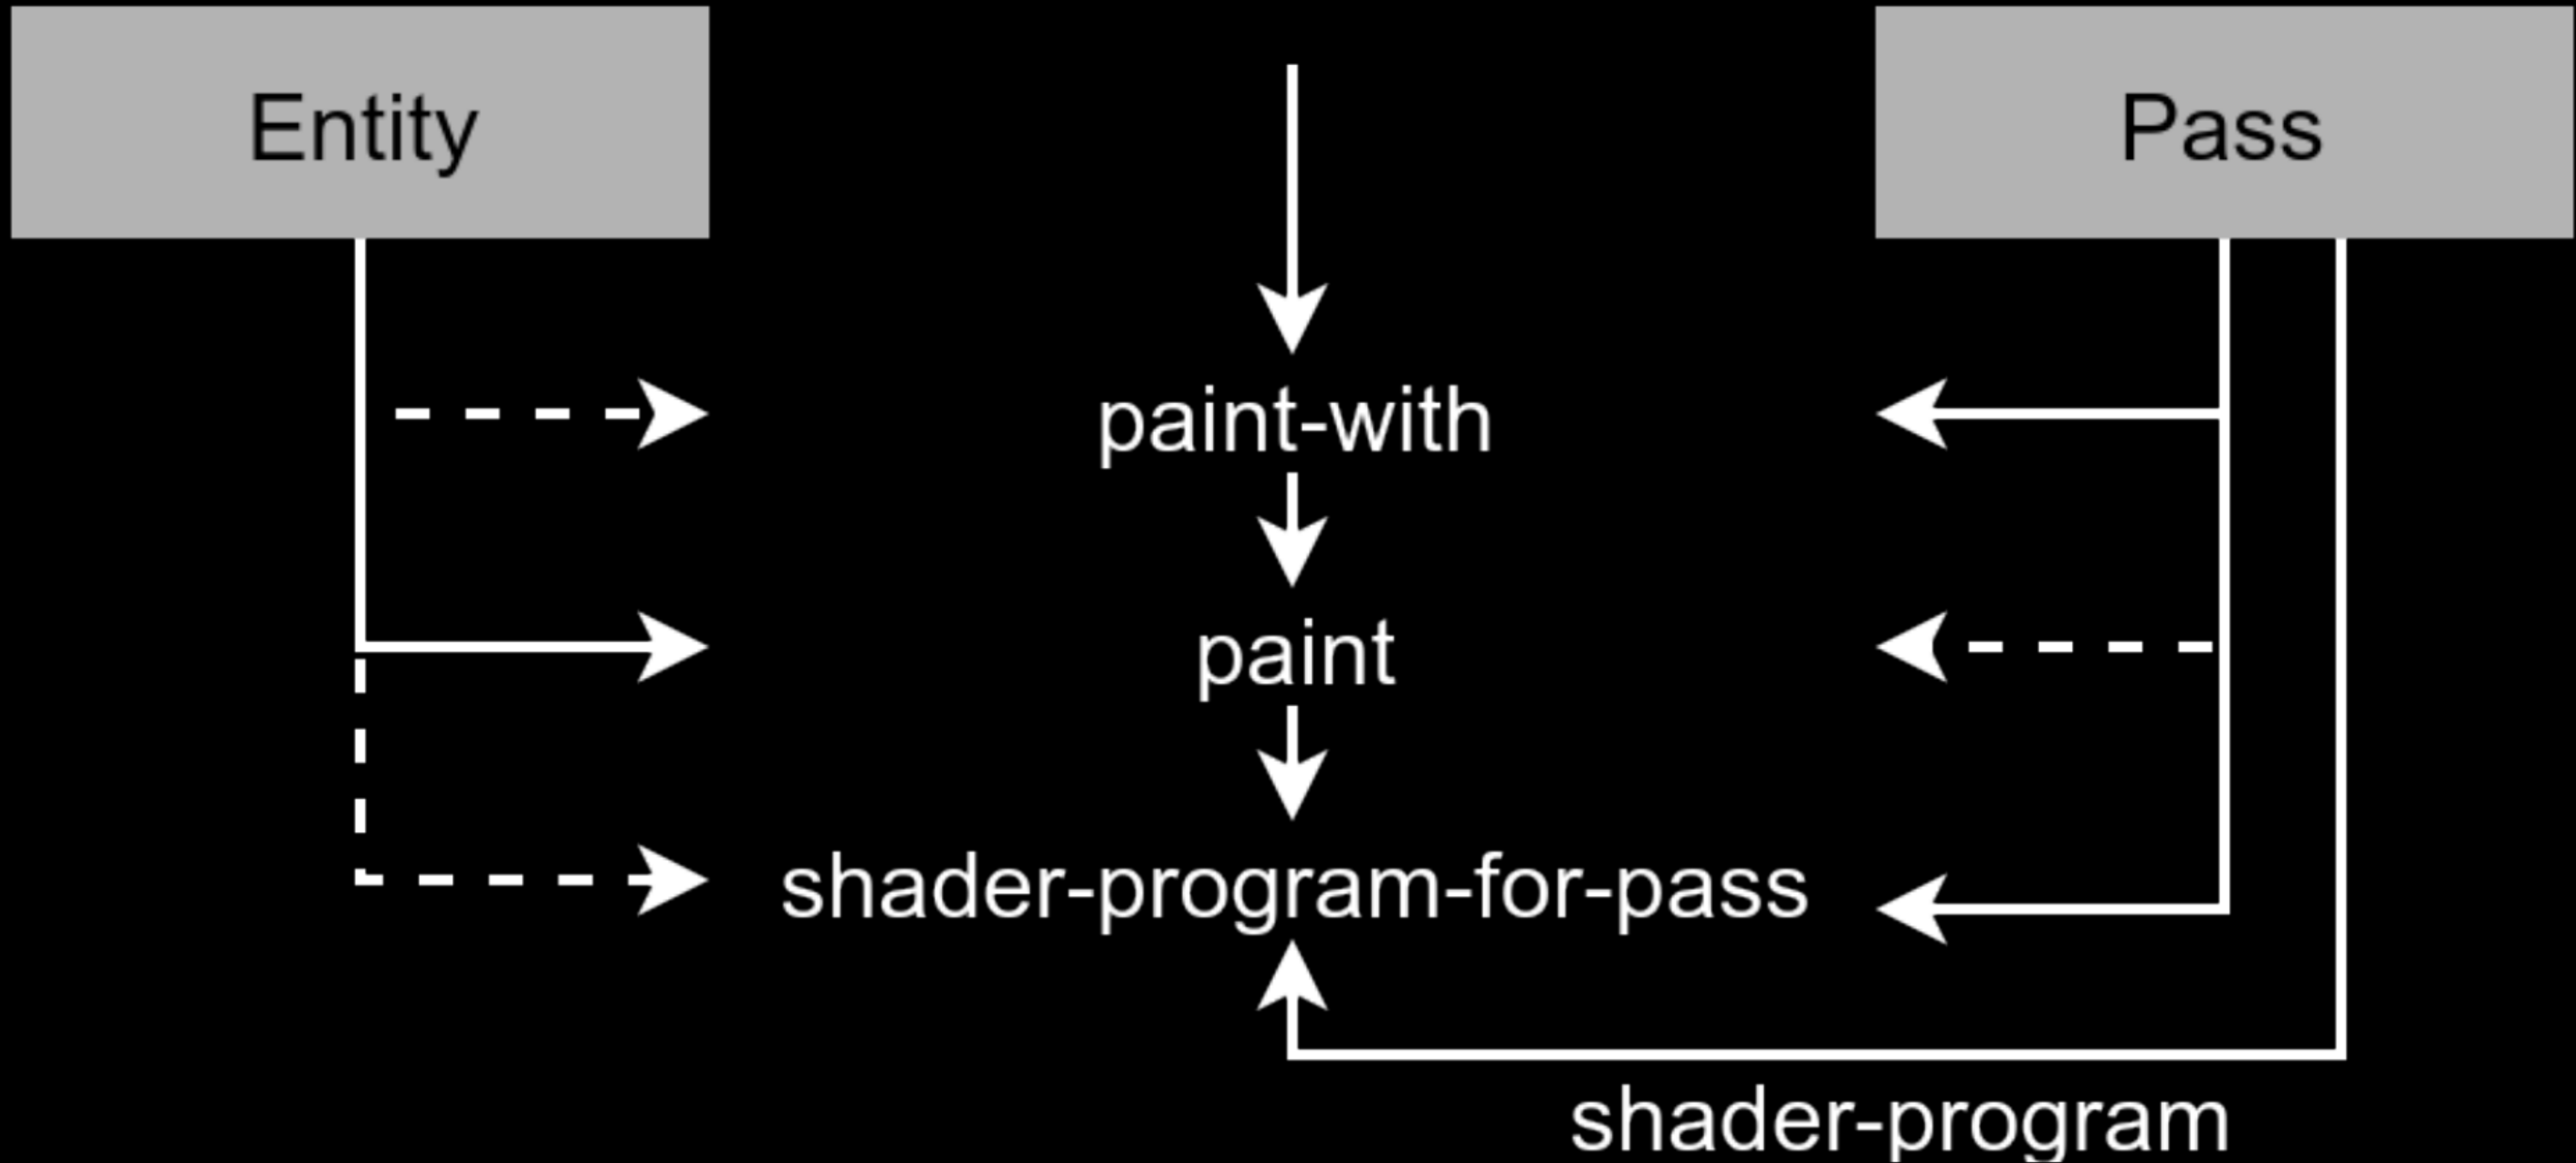 Entity
Pass
paint-with
paint
shader-program-for-pass
shader-program